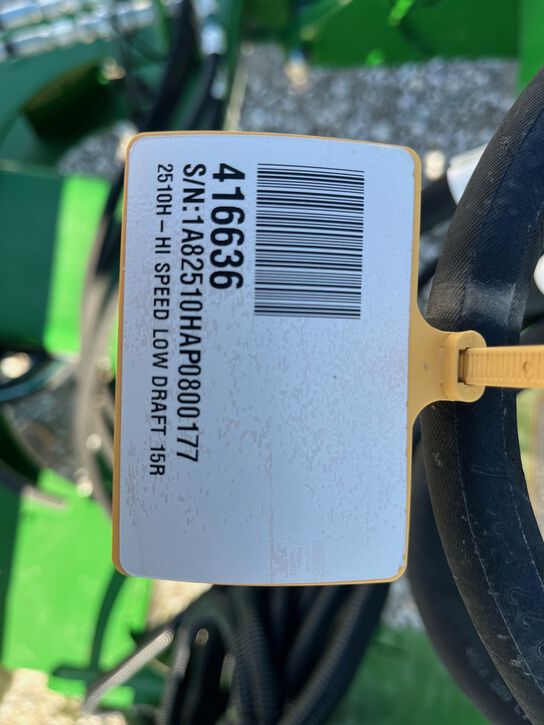 416636
S/N:1A82510HAP0800177
2510H-HI SPEED LOW DRAFT 15R